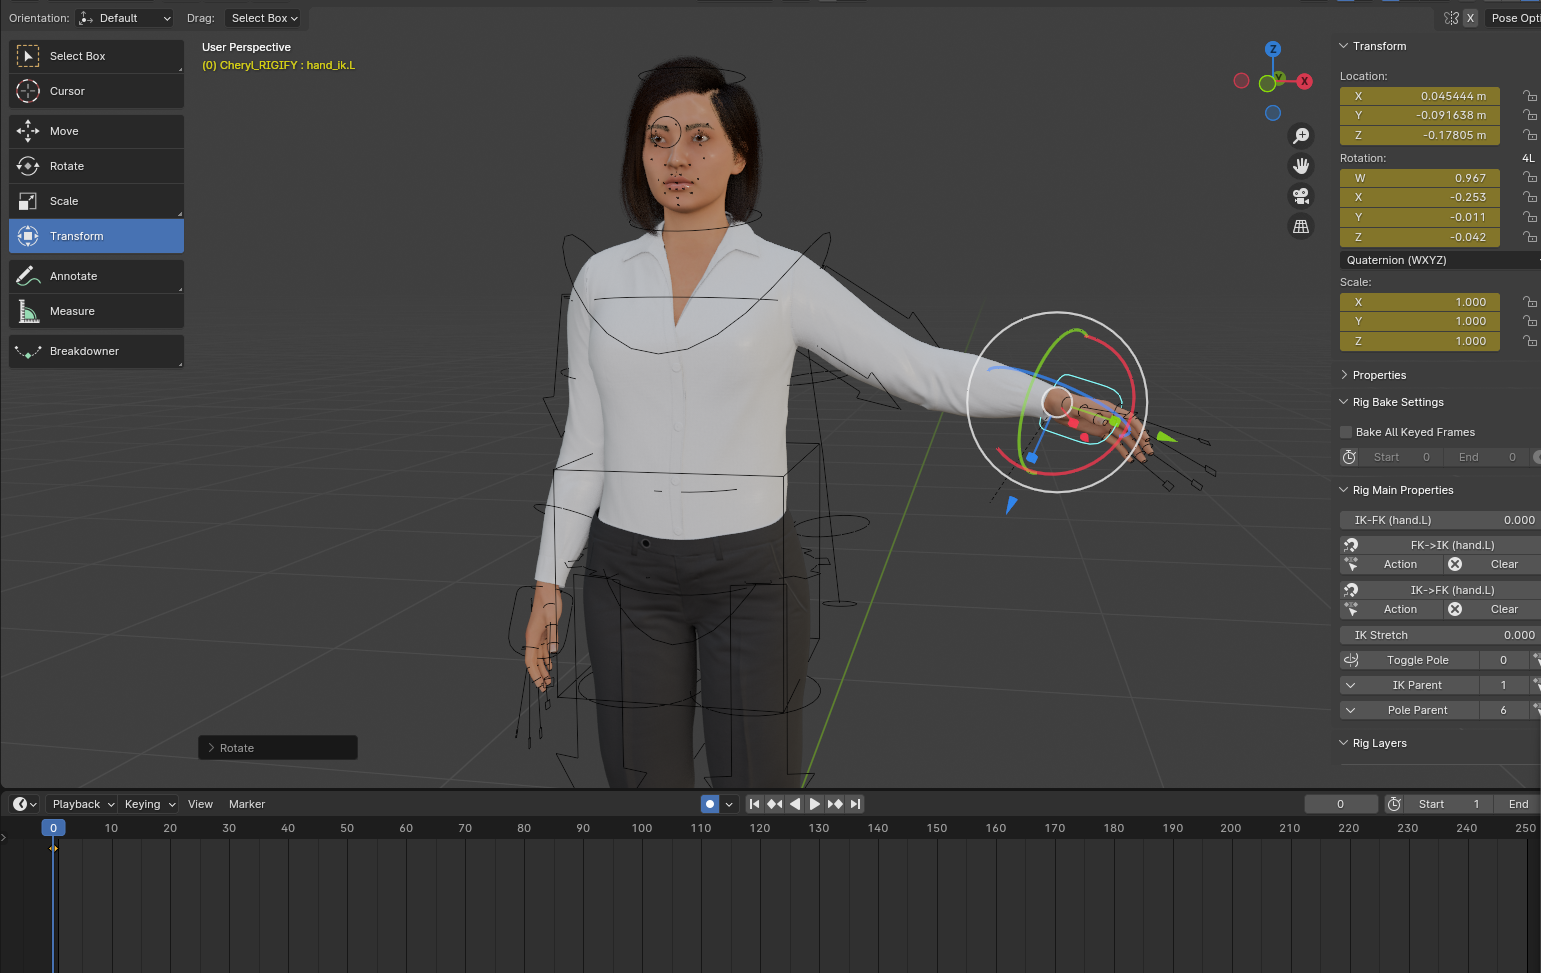 Orientation: Default Drag: Select Box X Pose Opti
Select Box
Cursor
Move
Rotate
Scale
Transform
Annotate
Measure
Breakdowner
User Perspective
(0) Cheryl_RIGIFY : hand_ik.L
Z
Y
X
Transform
Location:
X 0.045444 m
Y -0.091638 m
Z -0.17805 m
Rotation: 4L
W 0.967
X -0.253
Y -0.011
Z -0.042
Quaternion (WXYZ)
Scale:
X 1.000
Y 1.000
Z 1.000
Properties
Rig Bake Settings
Bake All Keyed Frames
Start 0 End 0
Rig Main Properties
IK-FK (hand.L) 0.000
FK->IK (hand.L)
Action Clear
IK->FK (hand.L)
Action Clear
IK Stretch 0.000
Toggle Pole 0
IK Parent 1
Pole Parent 6
Rig Layers
Rotate
Playback Keying View Marker 0 Start 1 End
0 10 20 30 40 50 60 70 80 90 100 110 120 130 140 150 160 170 180 190 200 210 220 230 240 250